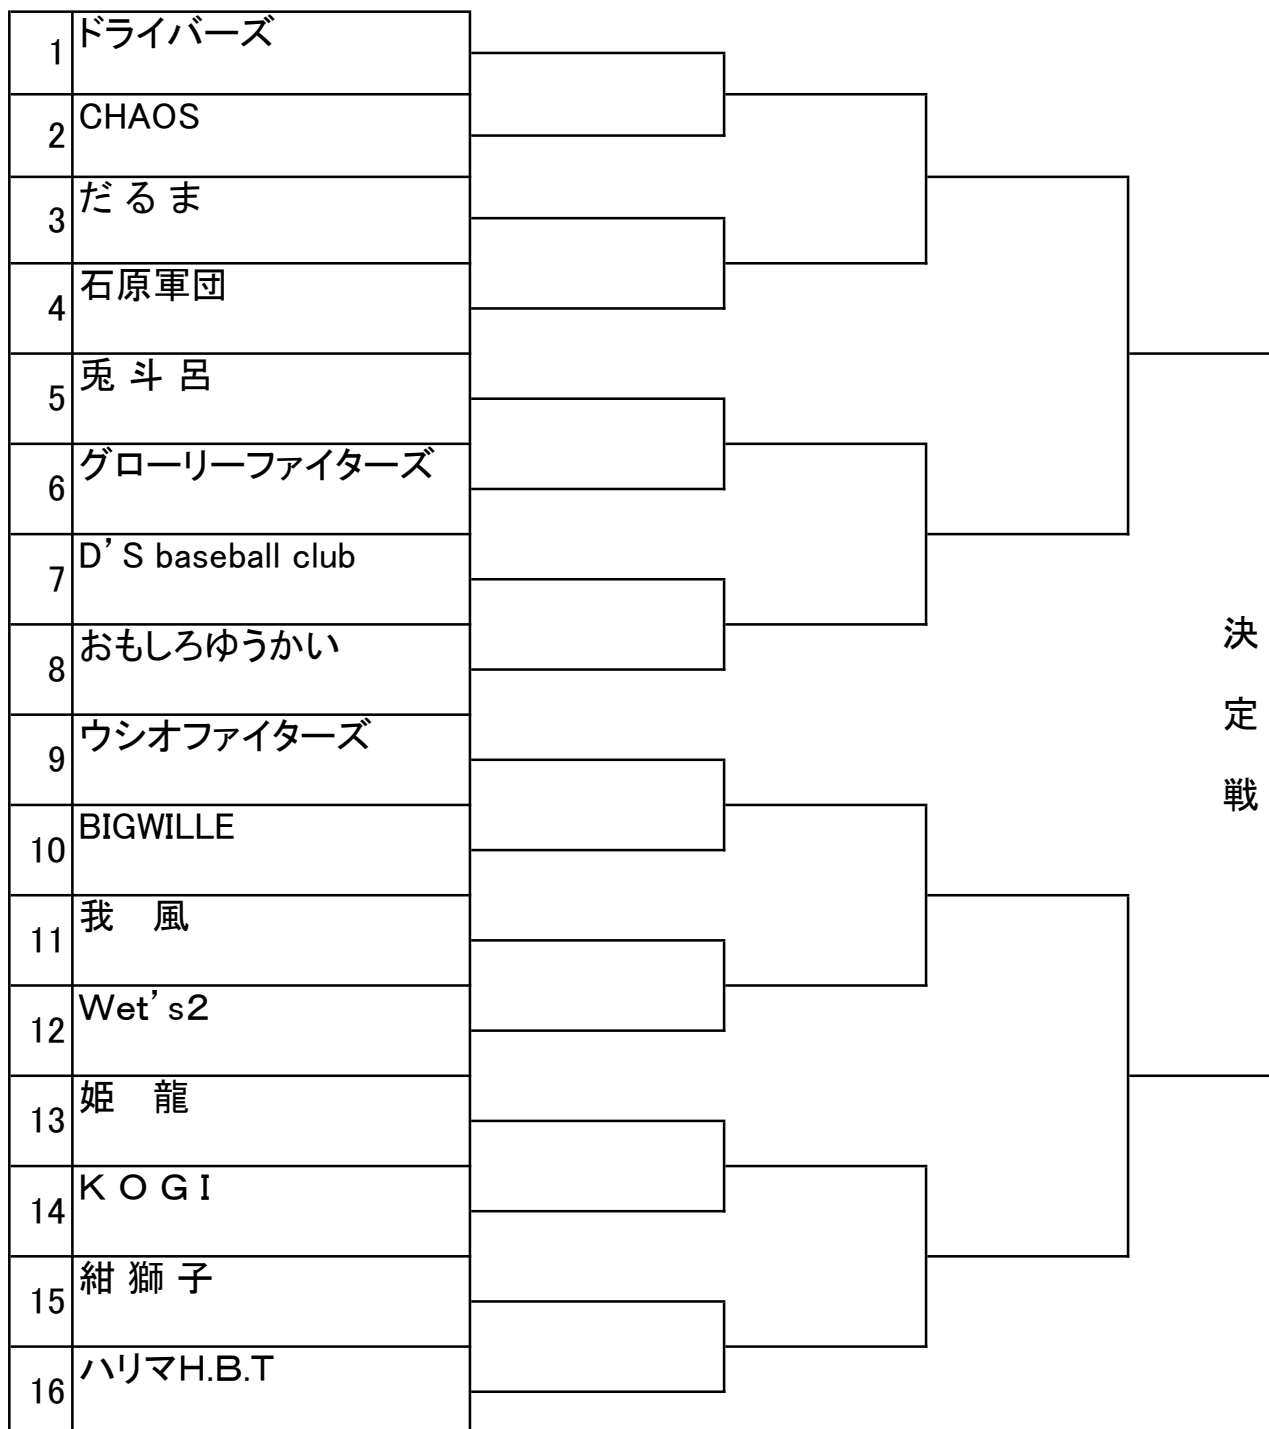 1 ドライバーズ
2 CHAOS
3 だ る ま
4 石原軍団
5 兎 斗 呂
6 グローリーファイターズ
7 D’S baseball club
8 おもしろゆうかい
9 ウシオファイターズ
10 BIGWILLE
11 我　風
12 Wet’s2
13 姫　龍
14 K O G I
15 紺 獅 子
16 ハリマH.B.T
決
定
戦